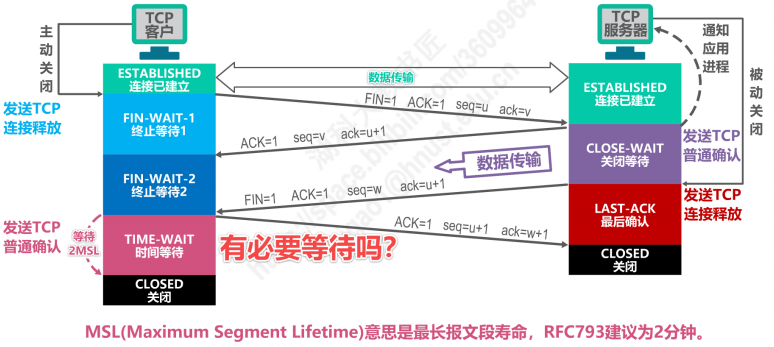 TCP
客户
TCP
服务器
主动关闭
通知
应用
进程
被动关闭
ESTABLISHED
连接已建立
数据传输
ESTABLISHED
连接已建立
FIN=1 ACK=1 seq=u ack=v
发送TCP
连接释放
FIN-WAIT-1
终止等待1
ACK=1 seq=v ack=u+1
CLOSE-WAIT
关闭等待
发送TCP
普通确认
数据传输
FIN-WAIT-2
终止等待2
FIN=1 ACK=1 seq=w ack=u+1
LAST-ACK
最后确认
发送TCP
连接释放
发送TCP
普通确认
等待
2MSL
TIME-WAIT
时间等待
有必要等待吗?
ACK=1 seq=u+1 ack=w+1
CLOSED
关闭
CLOSED
关闭
MSL(Maximum Segment Lifetime)意思是最长报文段寿命，RFC793建议为2分钟。